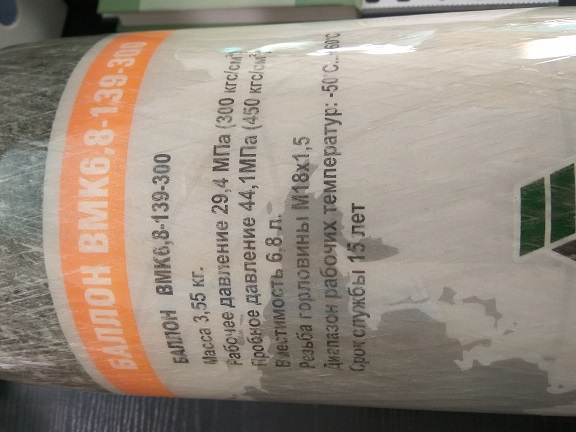 БАЛЛОН ВМК6,8-139-300
БАЛЛОН ВМК6,8-139-300
Масса 3,55 кг.
Рабочее давление 29,4 МПа (300 кгс/см²
Пробное давление 44,1МПа (450 кгс/см²
Вместимость 6.8 л.
Резьба горловины М18х1,5
Диапазон рабочих температур: -50°С...+60°С
Срок службы 15 лет